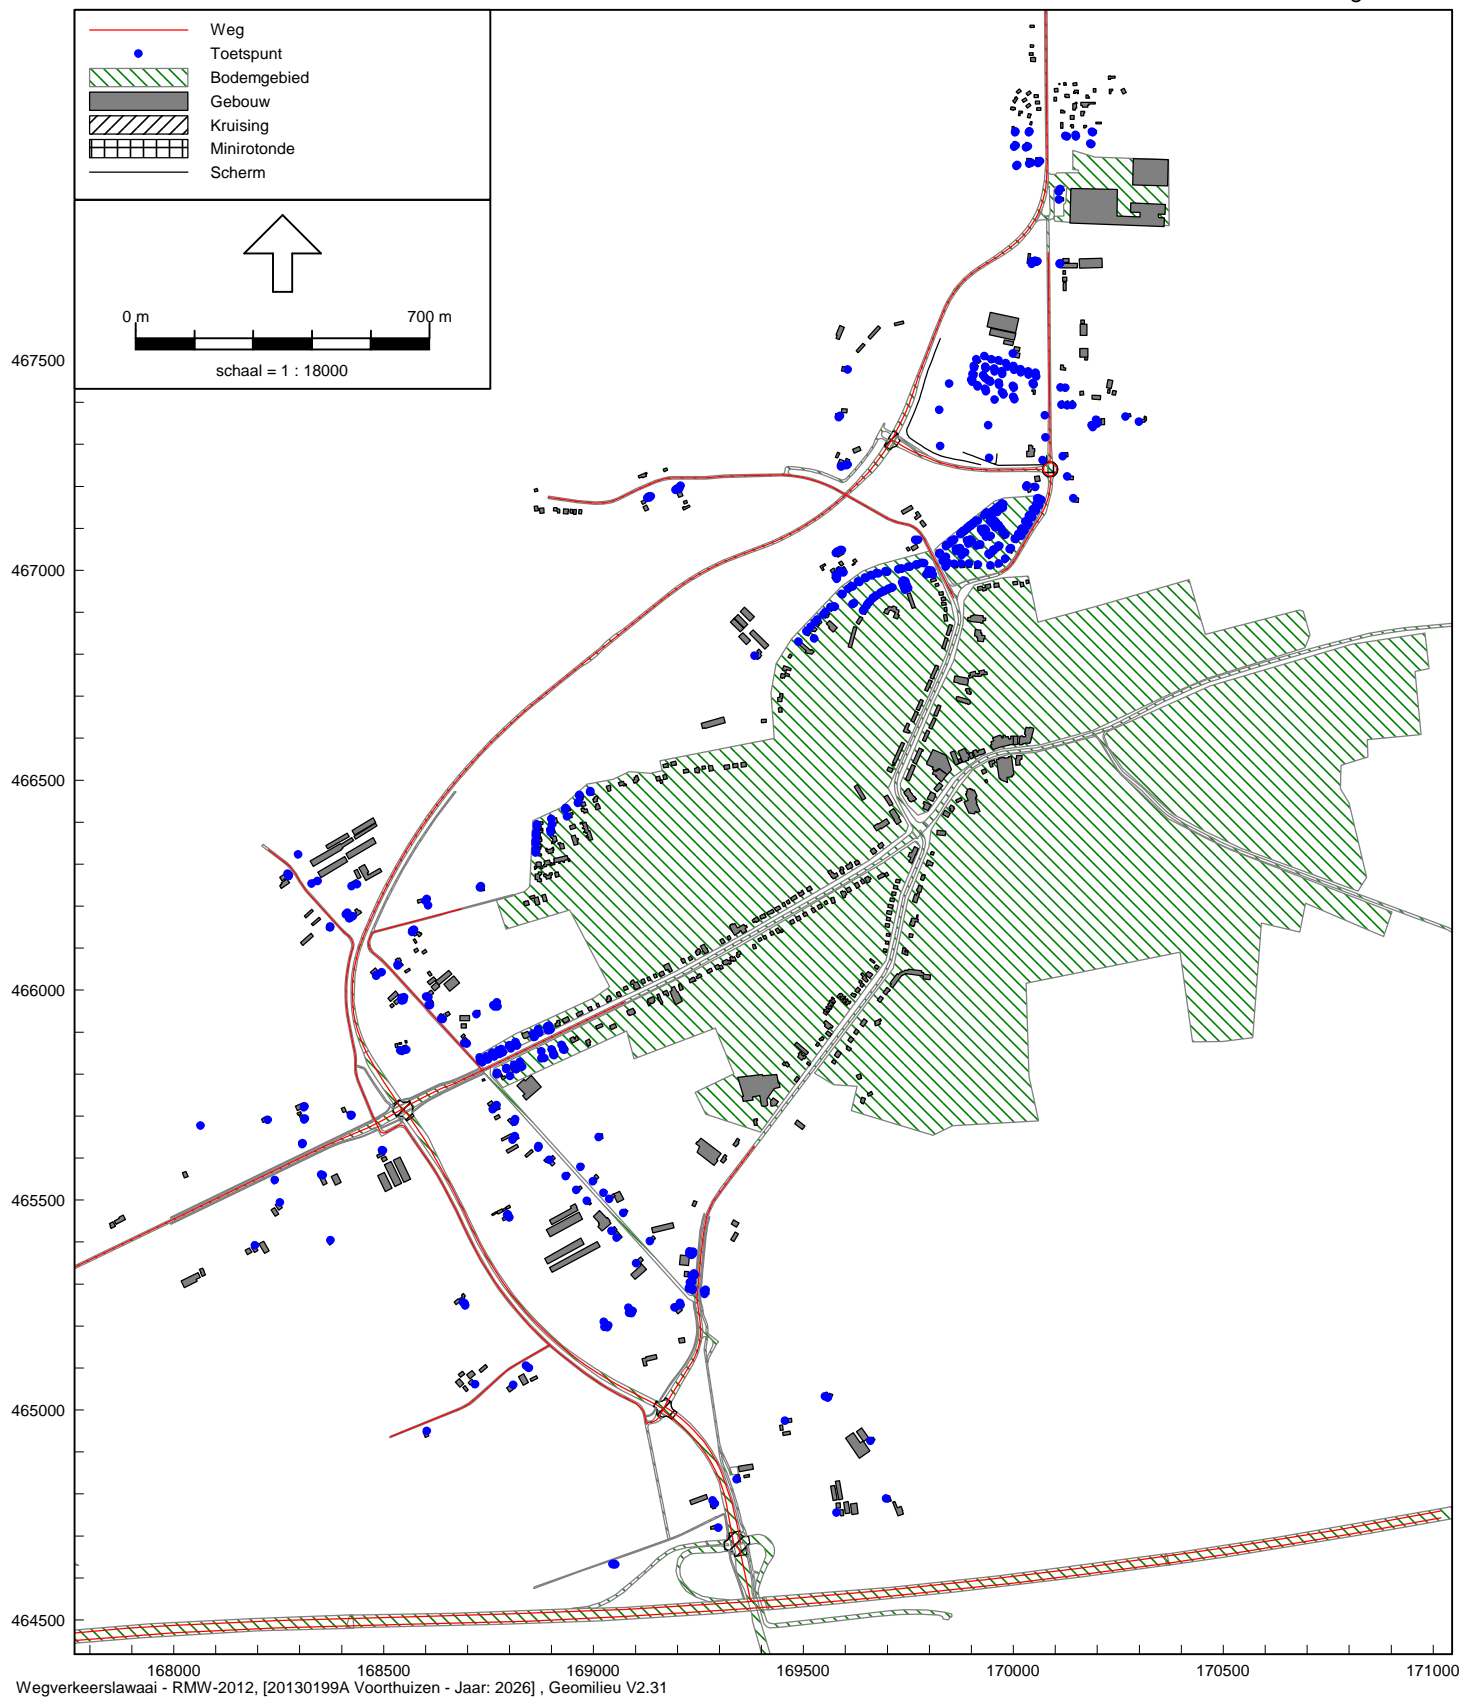 Weg
Toetspunt
Bodemgebied
Gebouw
Kruising
Minirotonde
Scherm
0 m 700 m
schaal = 1 : 18000
467500
467000
466500
466000
465500
465000
464500
168000 168500 169000 169500 170000 170500 171000
Wegverkeerslawaai - RMW-2012, [20130199A Voorthuizen - Jaar: 2026] , Geomilieu V2.31